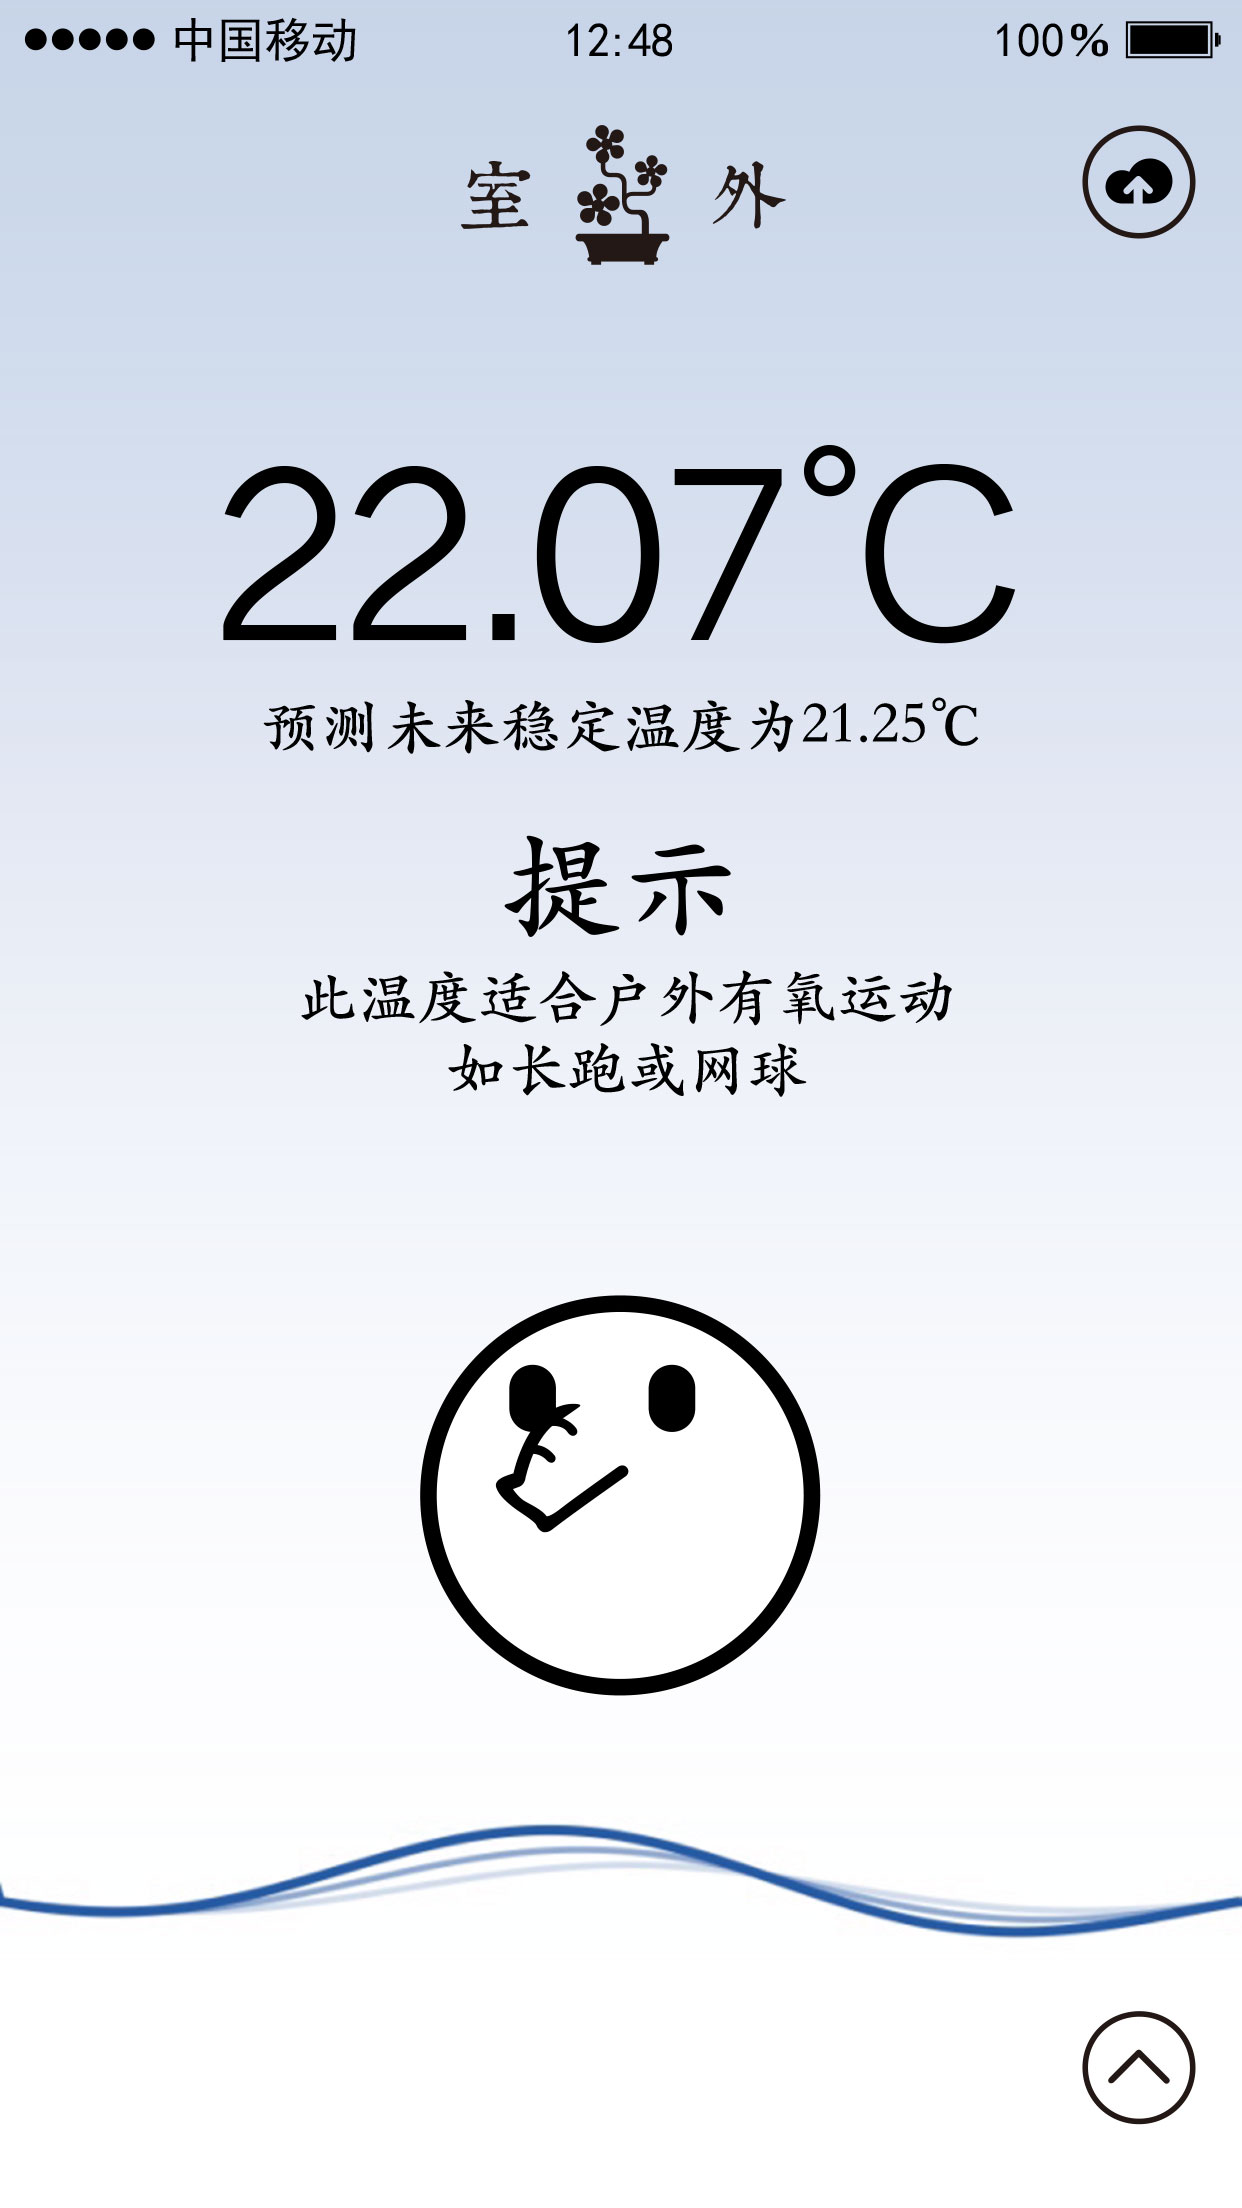 中国移动 12:48 100%
室外
22.07°C
预测未来稳定温度为21.25℃
提示
此温度适合户外有氧运动
如长跑或网球